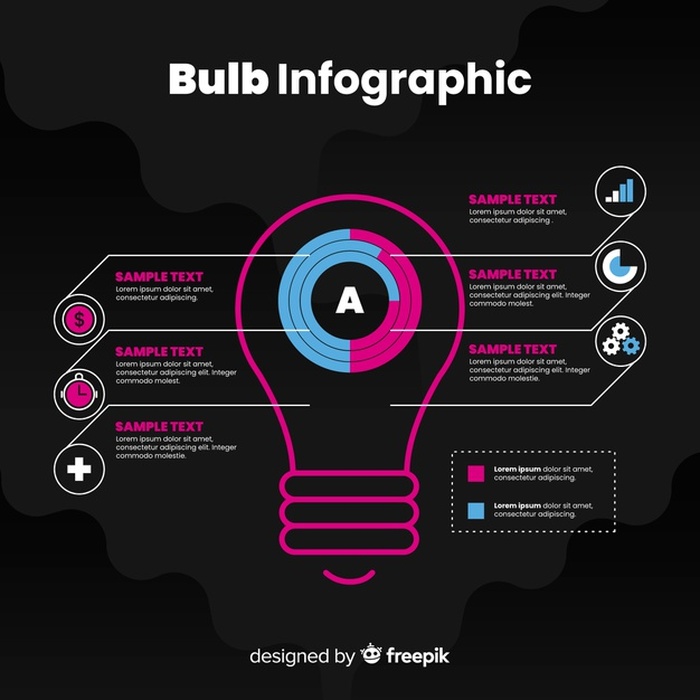 Bulb Infographic
SAMPLE TEXT
Lorem ipsum dolor sit amet,
consectetur adipiscing.
$
SAMPLE TEXT
Lorem ipsum dolor sit amet,
consectetur adipiscing elit. Integer
commodo molest.
SAMPLE TEXT
Lorem ipsum dolor sit amet,
consectetur adipiscing elit. Integer
commodo molestie.
A
SAMPLE TEXT
Lorem ipsum dolor sit amet,
consectetur adipiscing .
SAMPLE TEXT
Lorem ipsum dolor sit amet,
consectetur adipiscing elit. Integer
commodo molest.
SAMPLE TEXT
Lorem ipsum dolor sit amet,
consectetur adipiscing elit. Integer
commodo molestie.
Lorem ipsum dolor sit amet,
consectetur adipiscing.
Lorem ipsum dolor sit amet,
consectetur adipiscing.
designed by freepik